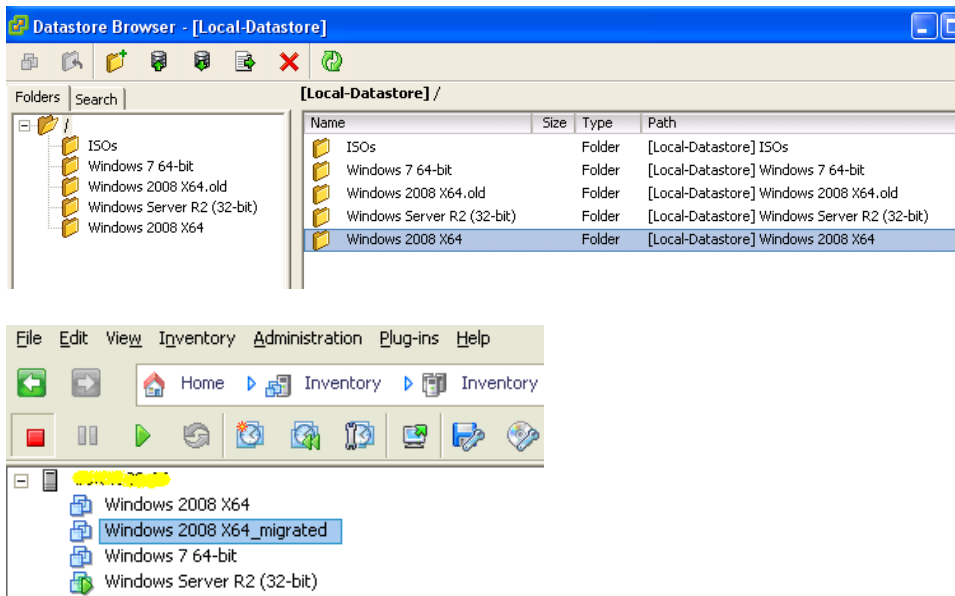 Datastore Browser - [Local-Datastore]
Folders Search [Local-Datastore] /
/
ISOs
Windows 7 64-bit
Windows 2008 X64.old
Windows Server R2 (32-bit)
Windows 2008 X64
Name Size Type Path
ISOs Folder [Local-Datastore] ISOs
Windows 7 64-bit Folder [Local-Datastore] Windows 7 64-bit
Windows 2008 X64.old Folder [Local-Datastore] Windows 2008 X64.old
Windows Server R2 (32-bit) Folder [Local-Datastore] Windows Server R2 (32-bit)
Windows 2008 X64 Folder [Local-Datastore] Windows 2008 X64
File Edit View Inventory Administration Plug-ins Help
Home Inventory Inventory
Windows 2008 X64
Windows 2008 X64_migrated
Windows 7 64-bit
Windows Server R2 (32-bit)